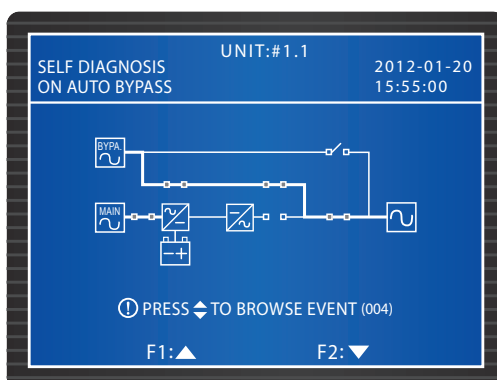 UNIT:#1.1
SELF DIAGNOSIS
2012-01-20
ON AUTO BYPASS
15:55:00
BYPA.
MAIN
PRESS TO BROWSE EVENT (004)
F1: F2: